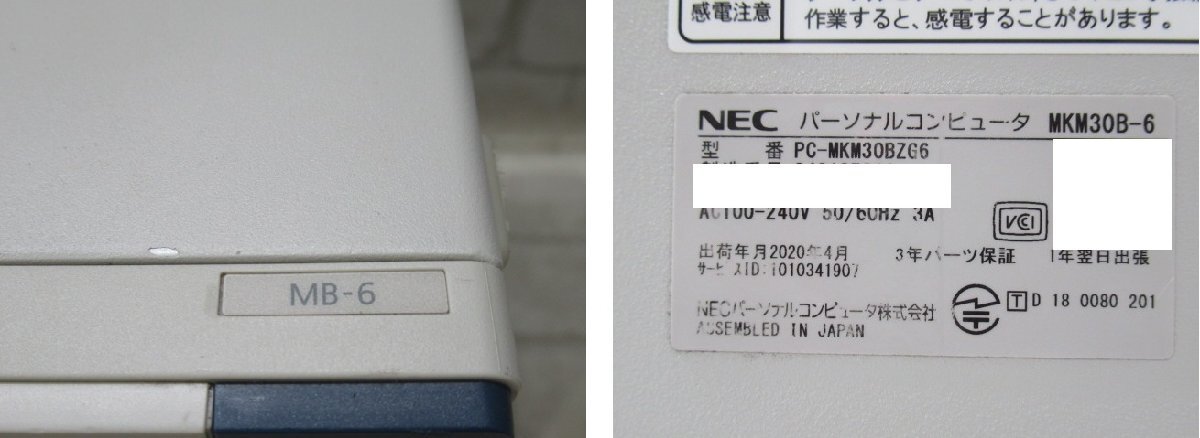 MB-6
感電注意
作業すると、感電することがあります。
NEC パーソナルコンピュータ MKM30B-6
型 番 PC-MKM30BZG6
AC100-240V 50/60Hz 3A
VCCI
出荷年月2020年4月 3年パーツ保証 1年翌日出張
サービスID:1010341907
NECパーソナルコンピュータ株式会社
ASSEMBLED IN JAPAN
T D 18 0080 201